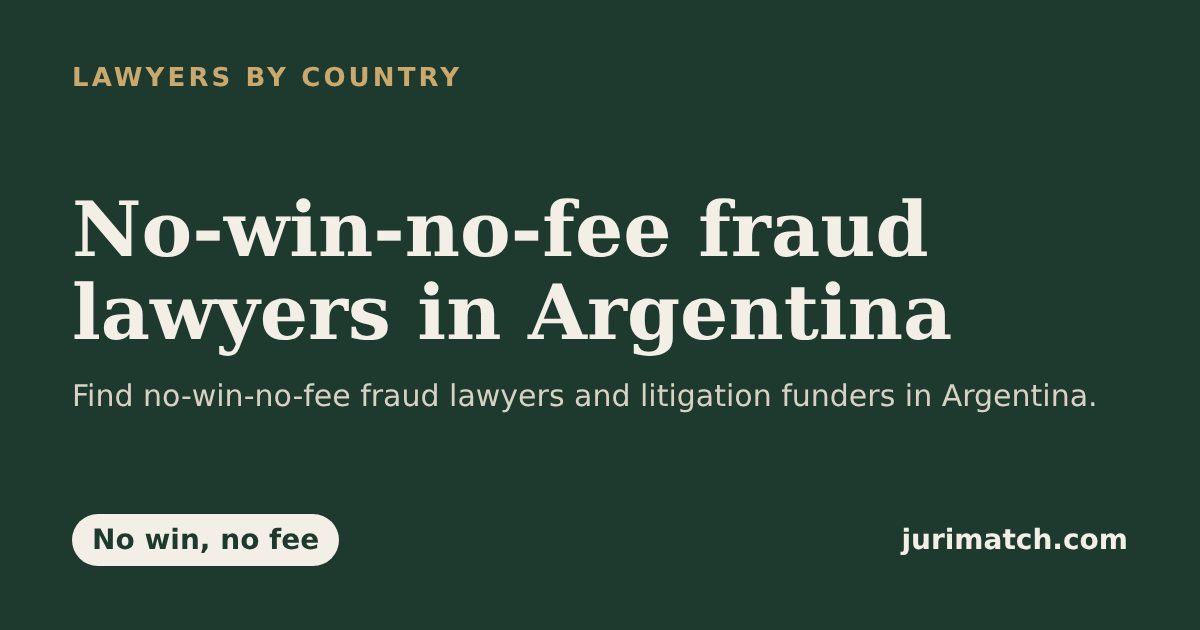 LAWYERS BY COUNTRY
No-win-no-fee fraud
lawyers in Argentina
Find no-win-no-fee fraud lawyers and litigation funders in Argentina.
No win, no fee
jurimatch.com